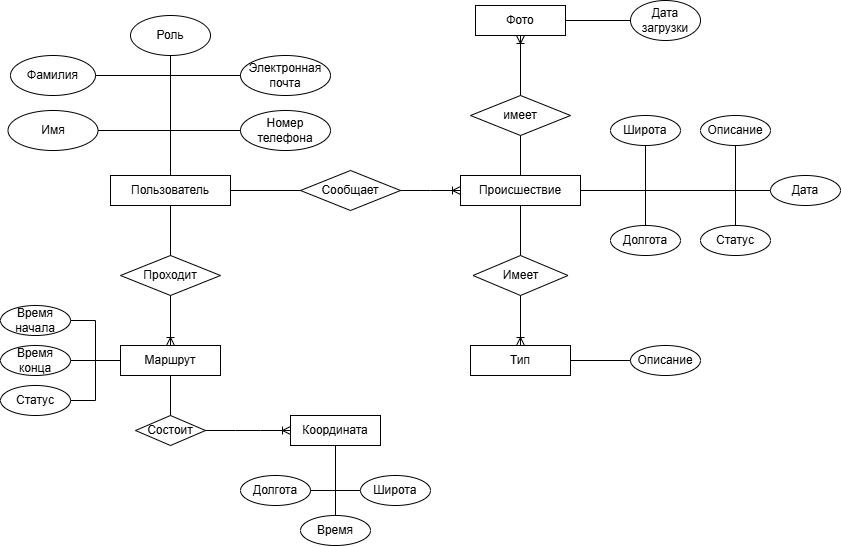 Фото
Дата
загрузки
Роль
Фамилия
Электронная
почта
Имя
Номер
телефона
имеет
Широта
Описание
Пользователь
Сообщает
Происшествие
Дата
Долгота
Статус
Проходит
Имеет
Время
начала
Время
конца
Маршрут
Тип
Описание
Статус
Состоит
Координата
Долгота
Широта
Время